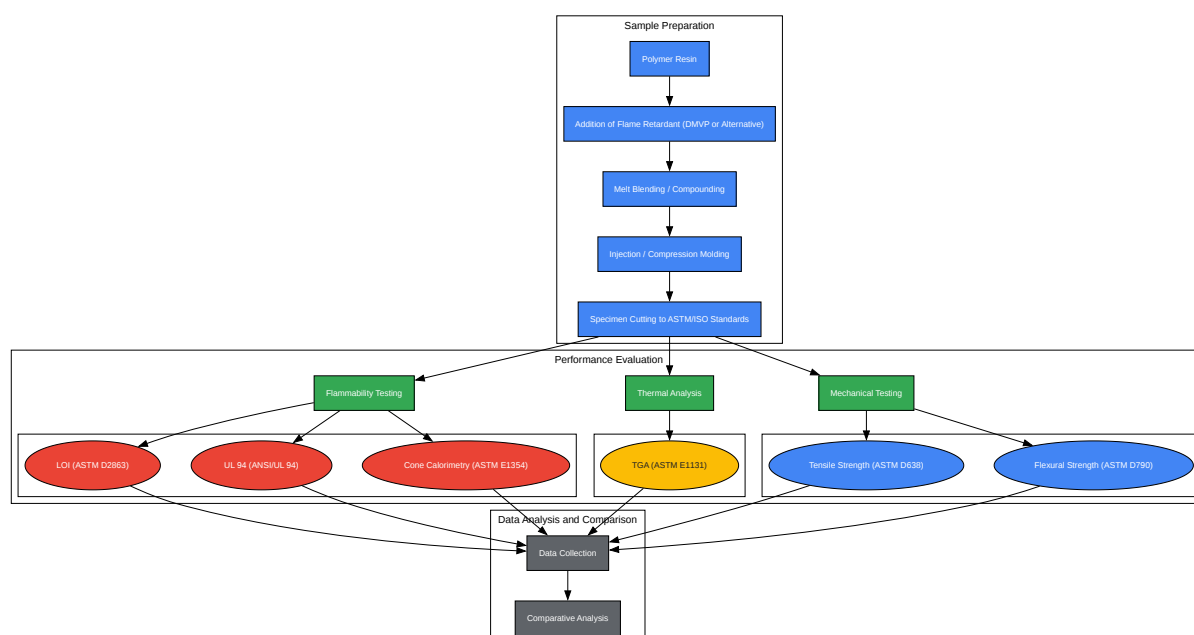 Sample Preparation
Polymer Resin
Addition of Flame Retardant (DMVP or Alternative)
Melt Blending / Compounding
Injection / Compression Molding
Specimen Cutting to ASTM/ISO Standards
Performance Evaluation
Flammability Testing
Thermal Analysis
Mechanical Testing
LOI (ASTM D2863)
UL 94 (ANSI/UL 94)
Cone Calorimetry (ASTM E1354)
TGA (ASTM E1131)
Tensile Strength (ASTM D638)
Flexural Strength (ASTM D790)
Data Analysis and Comparison
Data Collection
Comparative Analysis